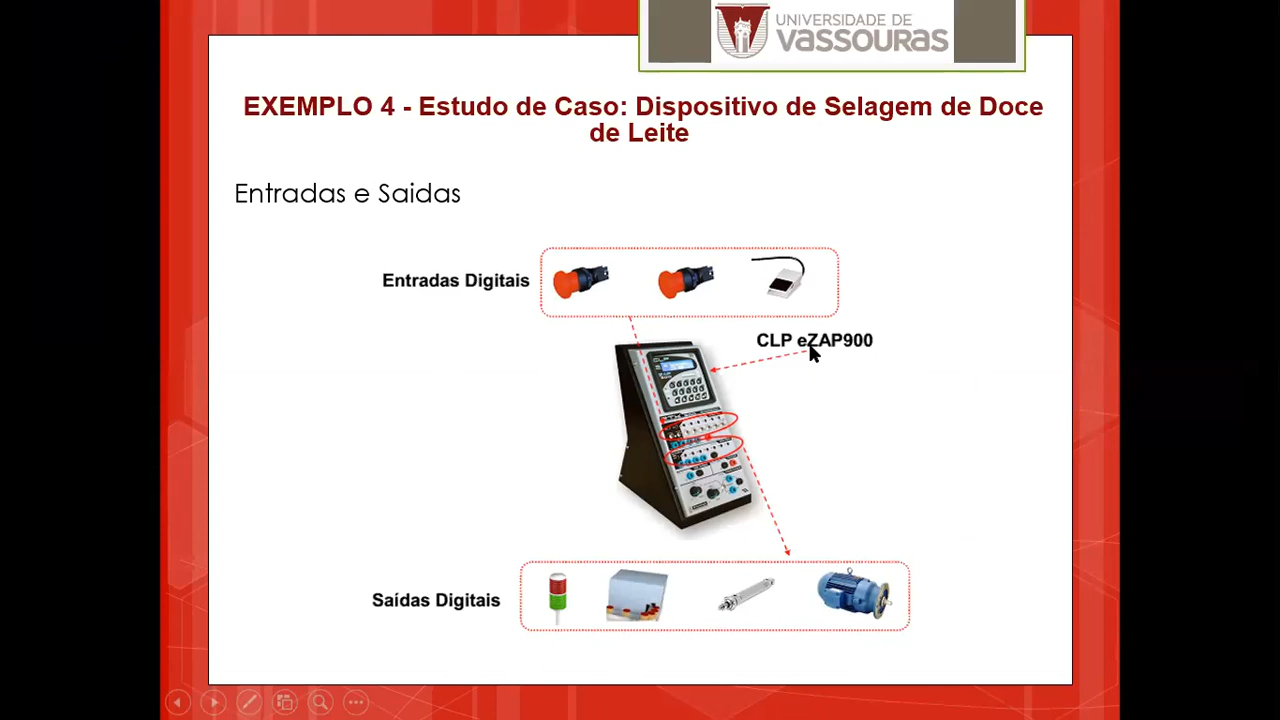 UNIVERSIDADE DE
VASSOURAS
EXEMPLO 4 - Estudo de Caso: Dispositivo de Selagem de Doce
de Leite
Entradas e Saidas
Entradas Digitais
CLP eZAP900
CLP
Saídas Digitais